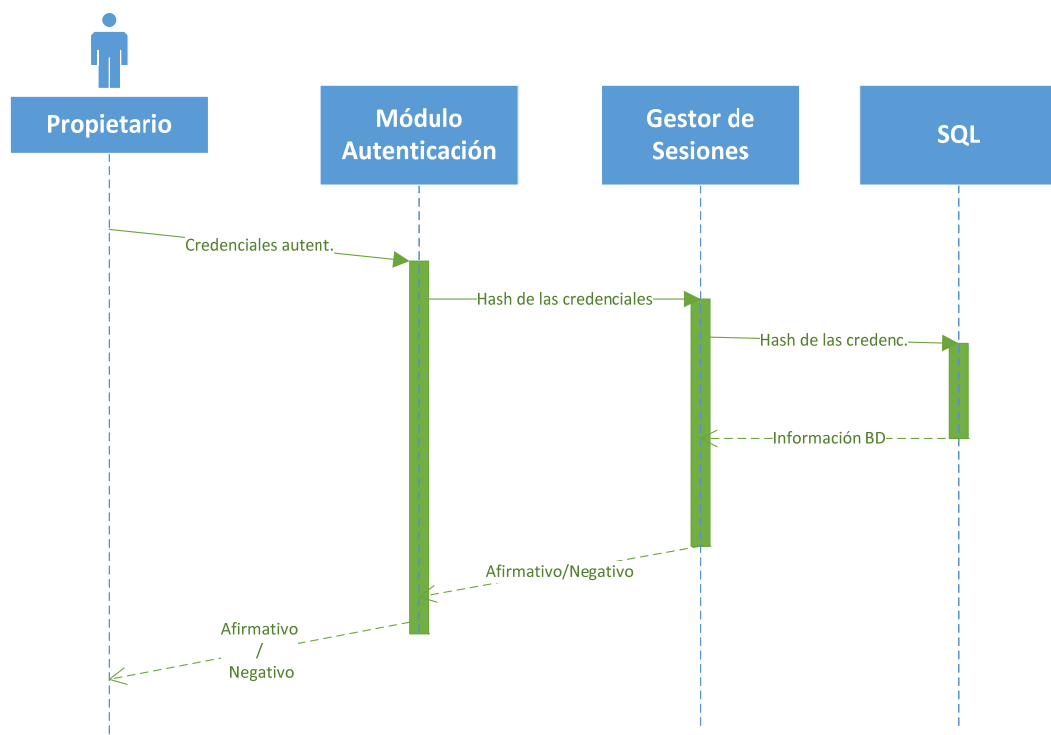 Propietario
Módulo
Autenticación
Gestor de
Sesiones
SQL
Credenciales autent.
Hash de las credenciales
Hash de las credenc.
Información BD
Afirmativo/Negativo
Afirmativo
/
Negativo